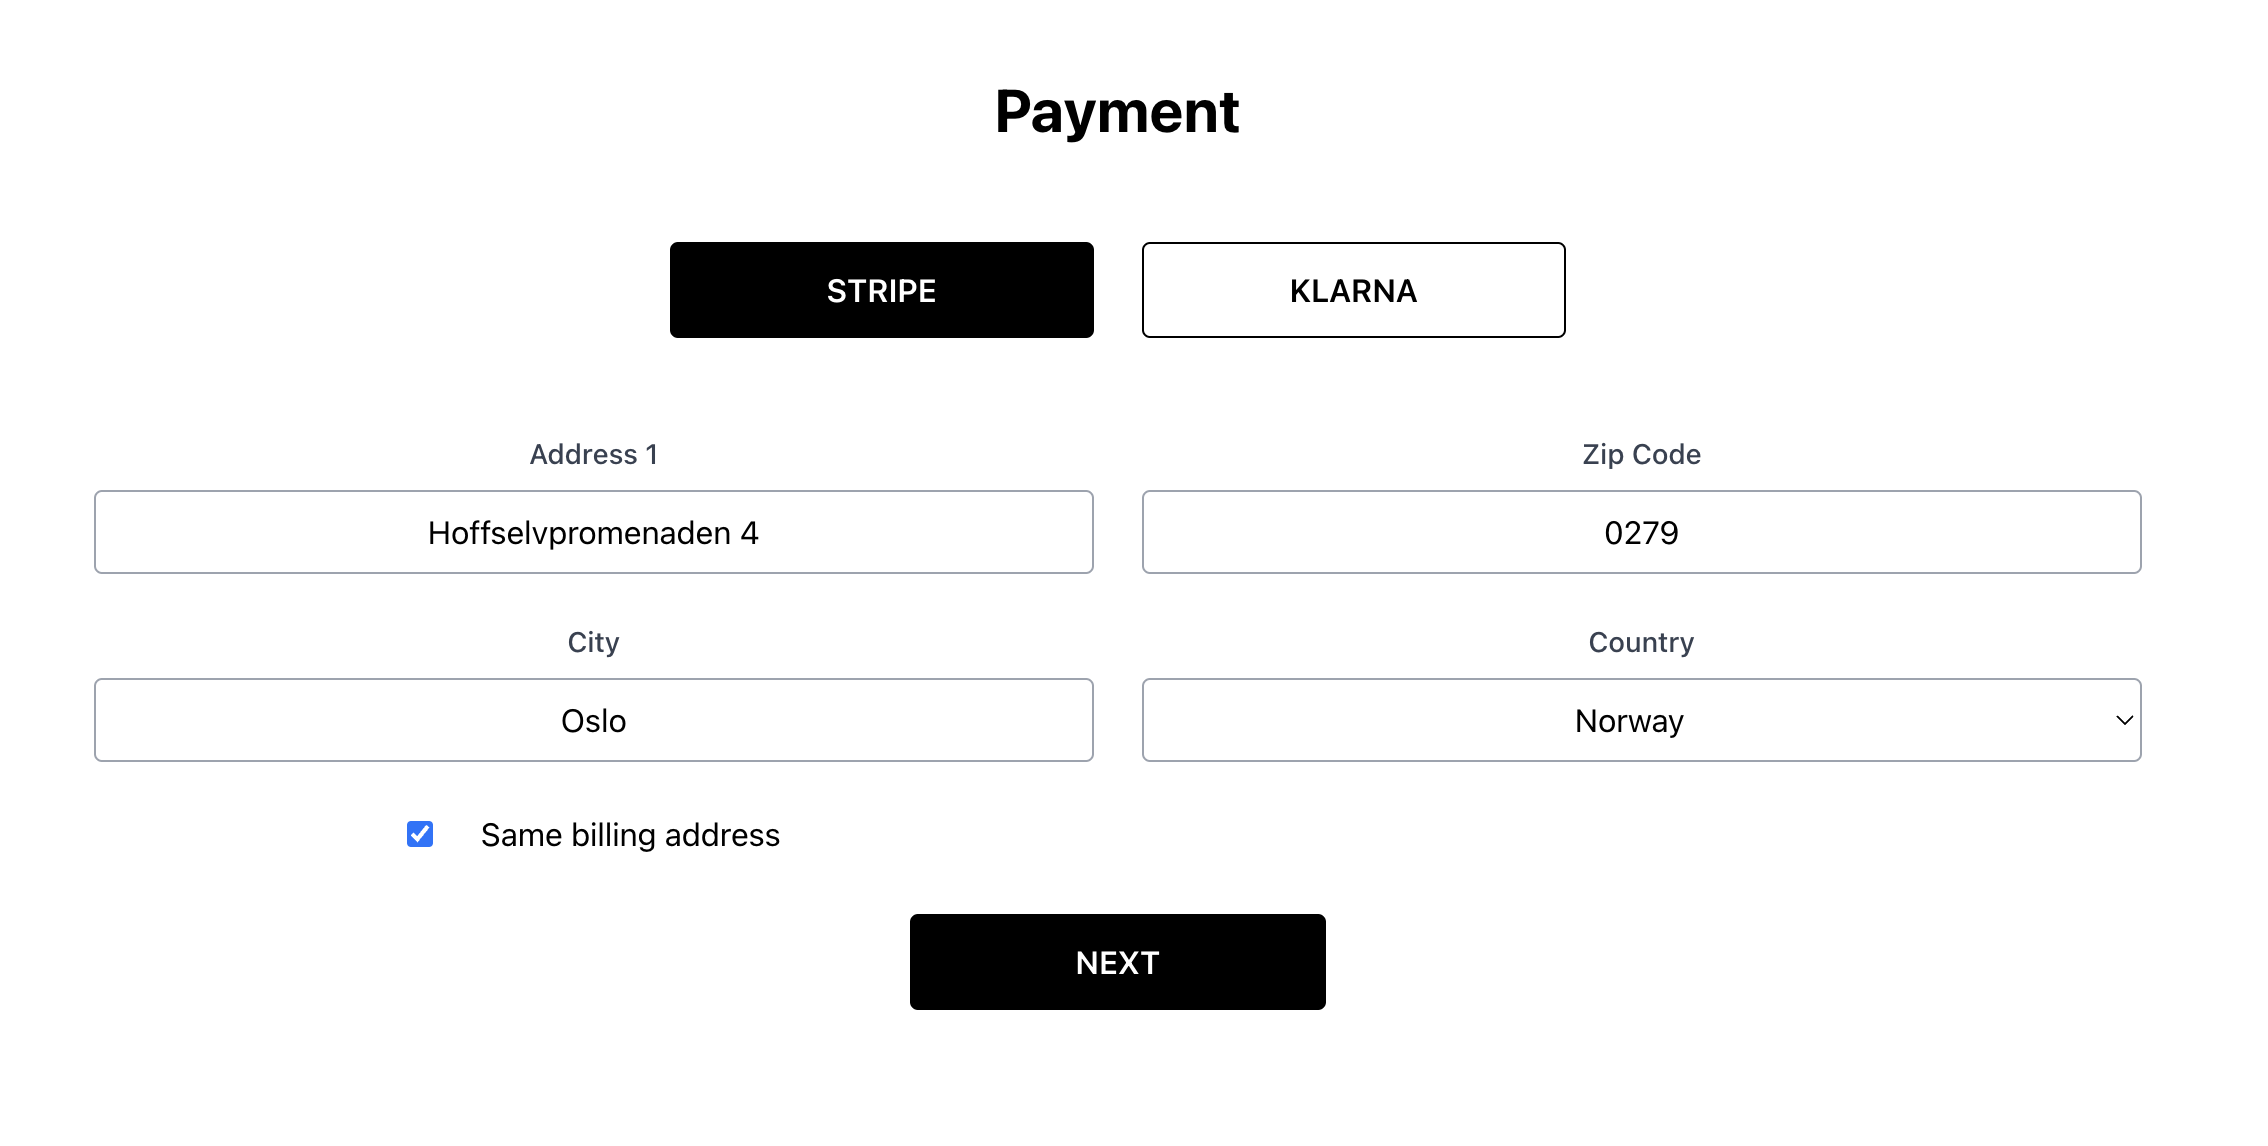 Payment
STRIPE
KLARNA
Address 1
Zip Code
Hoffselvpromenaden 4
0279
City
Country
Oslo
Norway
Same billing address
NEXT